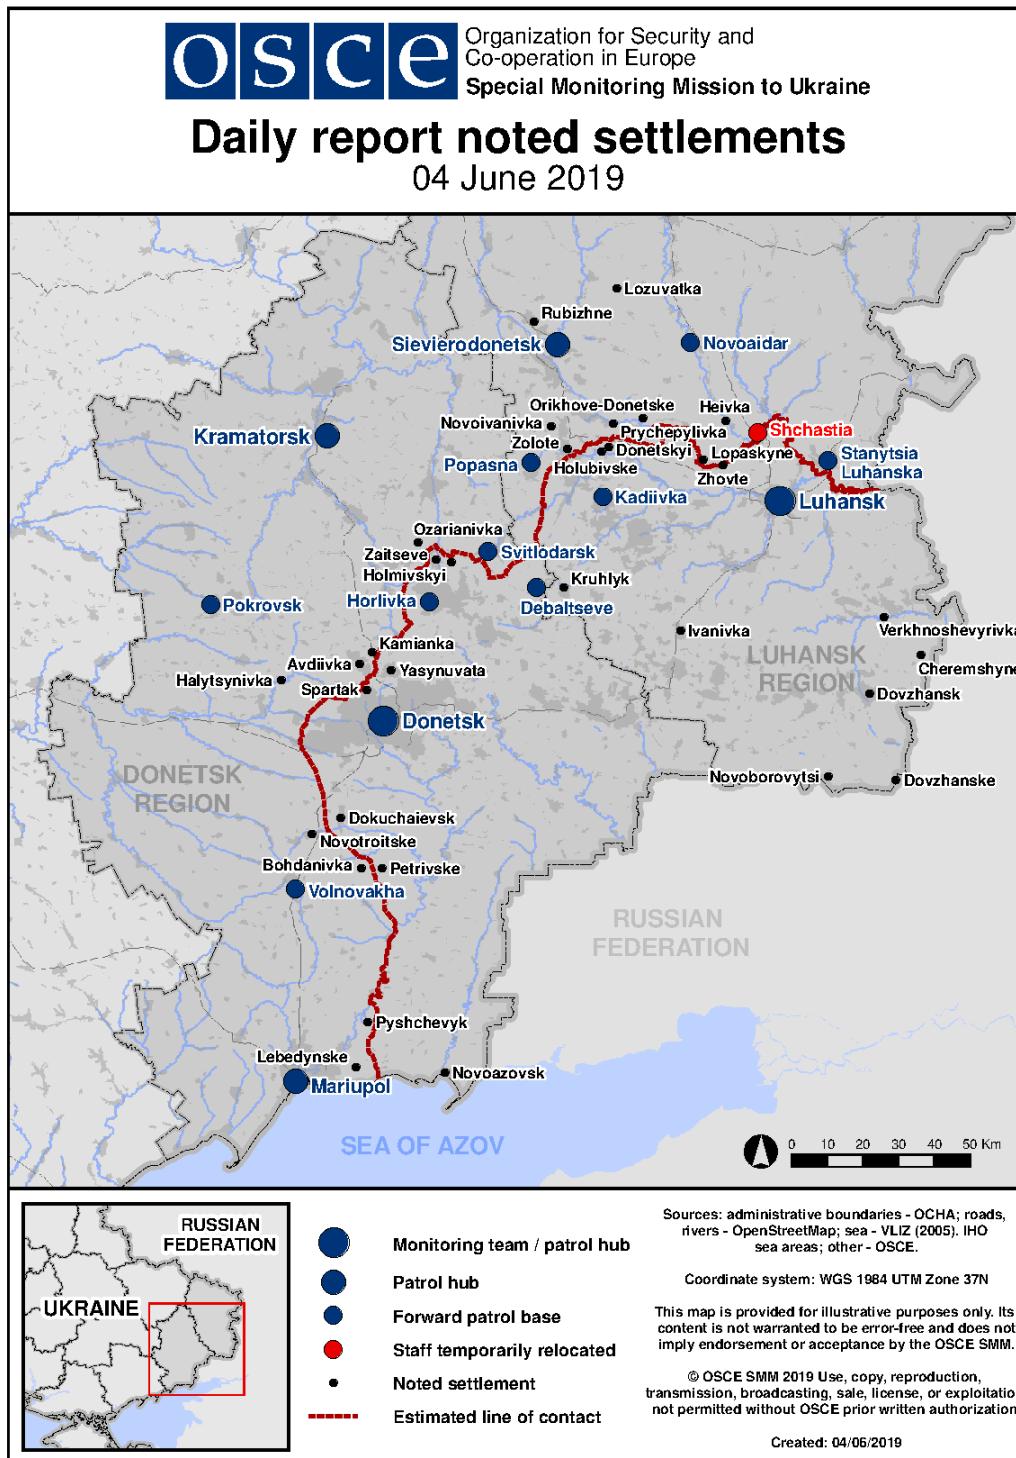 osce
Organization for Security and
Co-operation in Europe
Special Monitoring Mission to Ukraine
Daily report noted settlements
04 June 2019
Lozuvatka
Rubizhne
Sievierodonetsk
Novoaidar
Orikhove-Donetske
Heivka
Novoivanivka
Kramatorsk
Prychepylivka
Shchastia
Zolote
Donetskyi
Lopaskyne
Stanytsia
Luhanska
Popasna
Holubivske
Zhovte
Kadiivka
Luhansk
Ozarianivka
Zaitseve
Svitlodarsk
Holmivskyi
Kruhlyk
Pokrovsk
Horlivka
Debaltseve
Ivanivka
Verkhnoshevyrivka
Kamianka
LUHANSK
REGION
Avdiivka
Yasynuvata
Cheremshyne
Halytsynivka
Spartak
Dovzhansk
Donetsk
DONETSK
REGION
Novoborovytsi
Dovzhanske
Dokuchaievsk
Novotroitske
Bohdanivka
Petrivske
Volnovakha
RUSSIAN
FEDERATION
Pyshchevyk
Lebedynske
Novoazovsk
Mariupol
SEA OF AZOV
0 10 20 30 40 50 Km
RUSSIAN
FEDERATION
UKRAINE
Monitoring team / patrol hub
Patrol hub
Forward patrol base
Staff temporarily relocated
Noted settlement
Estimated line of contact
Sources: administrative boundaries - OCHA; roads,
rivers - OpenStreetMap; sea - VLIZ (2005). IHO
sea areas; other - OSCE.
Coordinate system: WGS 1984 UTM Zone 37N
This map is provided for illustrative purposes only. Its
content is not warranted to be error-free and does not
imply endorsement or acceptance by the OSCE SMM.
© OSCE SMM 2019 Use, copy, reproduction,
transmission, broadcasting, sale, license, or exploitatio
not permitted without OSCE prior written authorization
Created: 04/06/2019